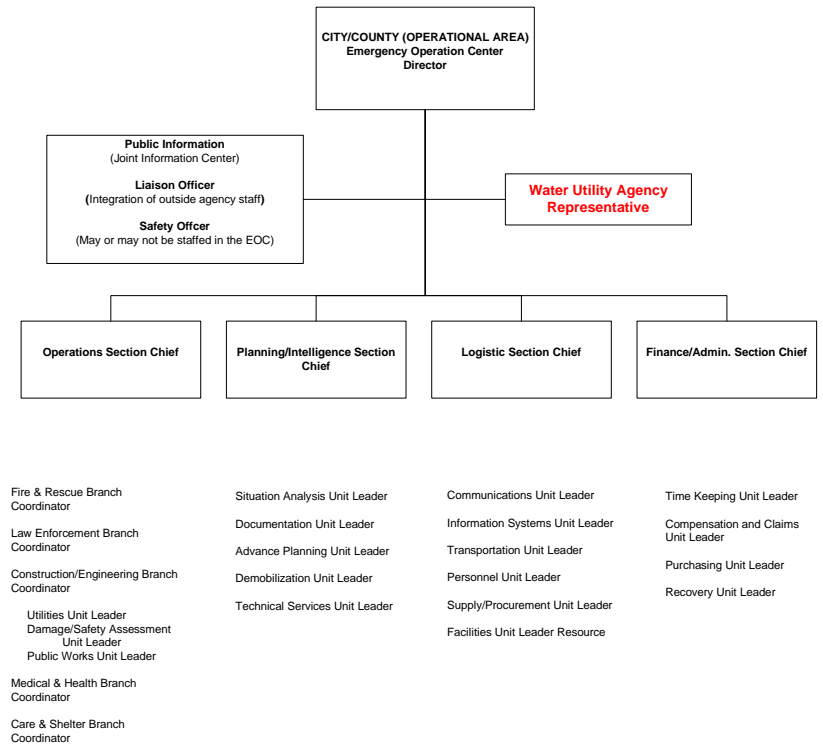 CITY/COUNTY (OPERATIONAL AREA)
Emergency Operation Center
Director
Public Information
(Joint Information Center)
Liaison Officer
(Integration of outside agency staff)
Safety Offcer
(May or may not be staffed in the EOC)
Water Utility Agency
Representative
Operations Section Chief
Planning/Intelligence Section
Chief
Logistic Section Chief
Finance/Admin. Section Chief
Fire & Rescue Branch
Coordinator
Law Enforcement Branch
Coordinator
Construction/Engineering Branch
Coordinator
Utilities Unit Leader
Damage/Safety Assessment
Unit Leader
Public Works Unit Leader
Medical & Health Branch
Coordinator
Care & Shelter Branch
Coordinator
Situation Analysis Unit Leader
Documentation Unit Leader
Advance Planning Unit Leader
Demobilization Unit Leader
Technical Services Unit Leader
Communications Unit Leader
Information Systems Unit Leader
Transportation Unit Leader
Personnel Unit Leader
Supply/Procurement Unit Leader
Facilities Unit Leader Resource
Time Keeping Unit Leader
Compensation and Claims
Unit Leader
Purchasing Unit Leader
Recovery Unit Leader